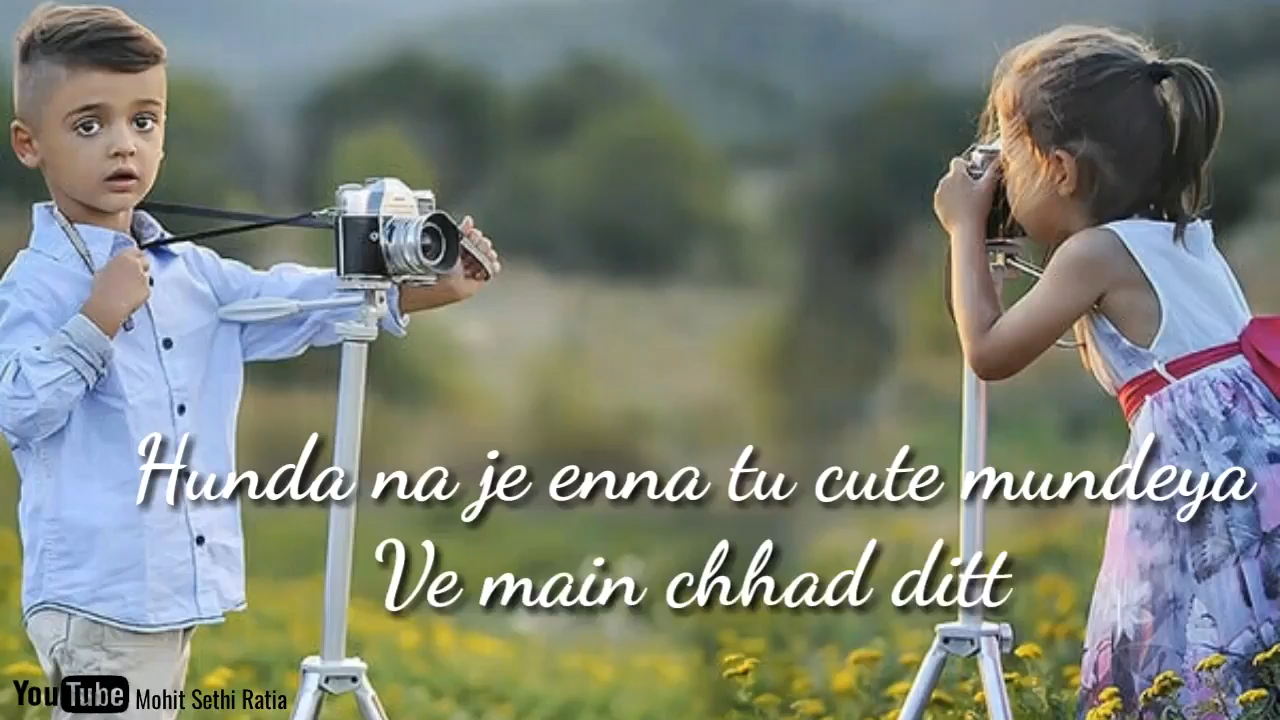 Hunda na je enna tu cute mundeya
Ve main chhad ditt
YouTube Mohit Sethi Ratia